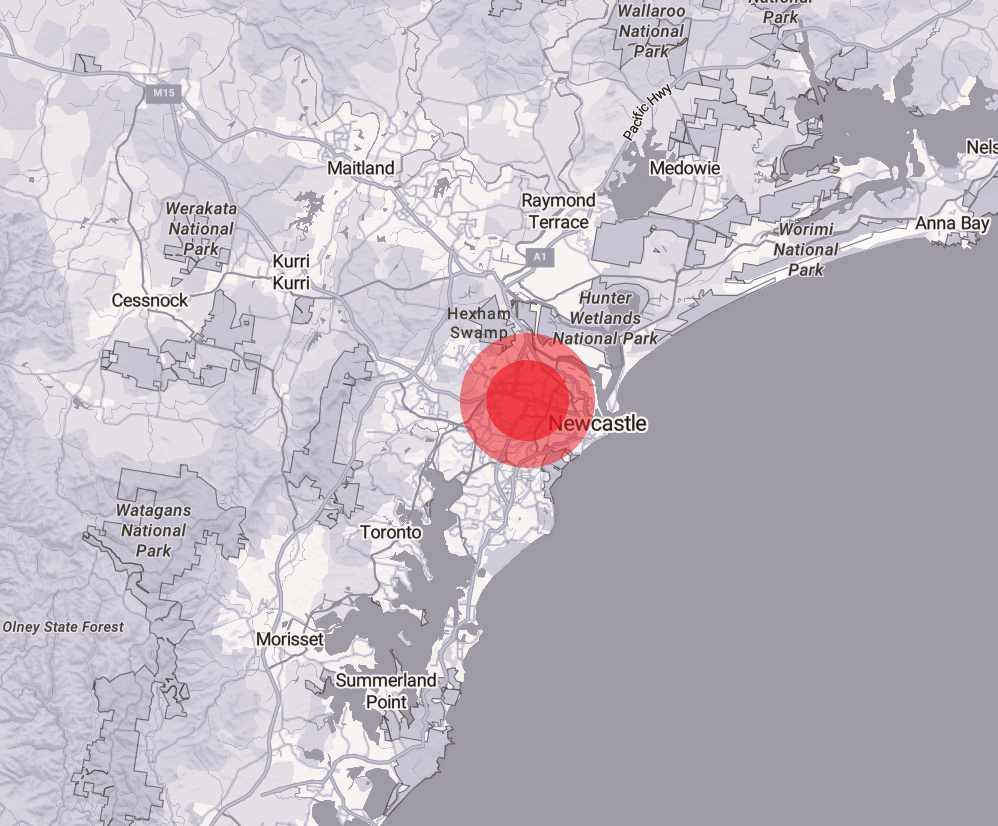 National
Park
Wallaroo
National
Park
M15
Pacific Hwy
Nels
Maitland
Medowie
Raymond
Terrace
Werakata
National
Park
Anna Bay
Worimi
National
Park
A1
Kurri
Kurri
Cessnock
Hunter
Wetlands
National Park
Hexham
Swamp
Newcastle
Watagans
National
Park
Toronto
Olney State Forest
Morisset
Summerland
Point